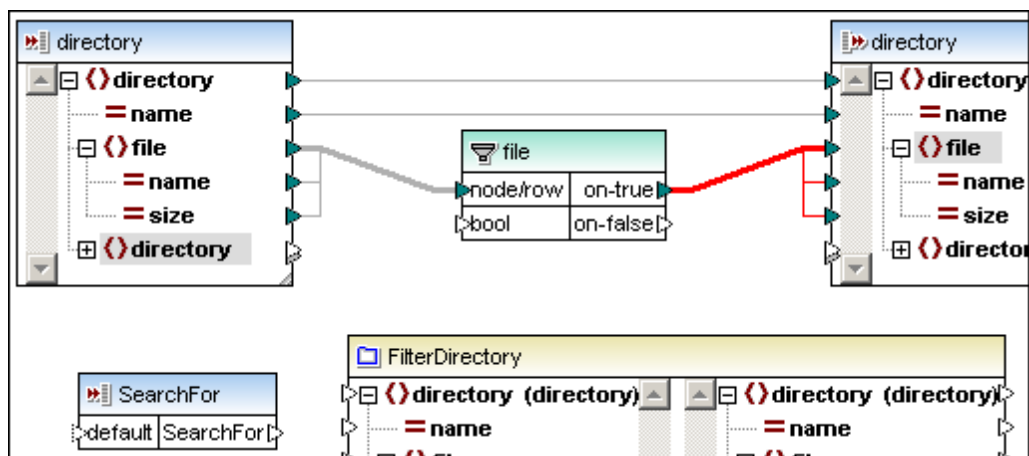 directory
directory
name
file
name
size
directory
file
node/row on-true
bool on-false
directory
directory
name
file
name
size
SearchFor
default SearchFor
FilterDirectory
directory (directory)
name
directory (directory)
name